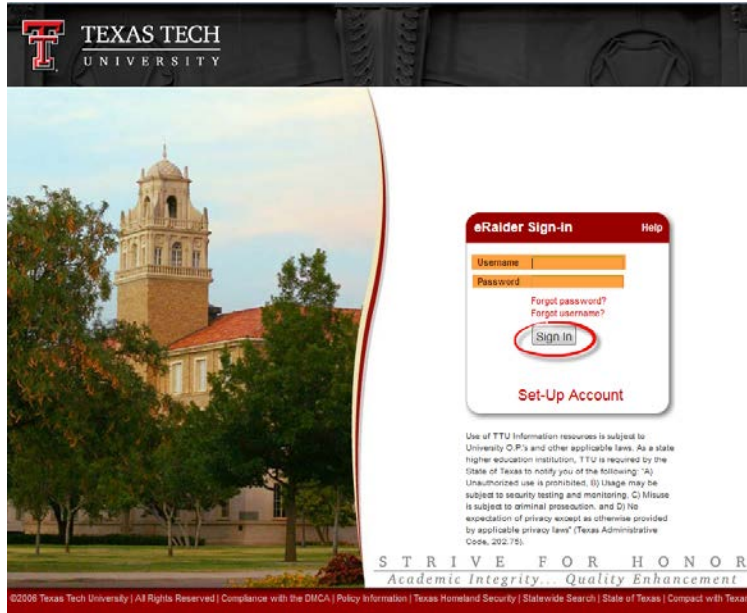 TEXAS TECH
UNIVERSITY
eRaider Sign-in Help
Username
Password
Forgot password?
Forgot username?
Sign In
Set-Up Account
Use of TTU Information resources is subject to
University O.P.'s and other applicable laws. As a state
higher education institution, TTU is required by the
State of Texas to notify you of the following: "A)
Unauthorized use is prohibited, B) Usage may be
subject to security testing and monitoring, C) Misuse
is subject to criminal prosecution, and D) No
expectation of privacy except as otherwise provided
by applicable privacy laws" (Texas Administrative
Code, 202.75).
STRIVE FOR HONOR
Academic Integrity... Quality Enhancement
©2006 Texas Tech University | All Rights Reserved | Compliance with the DMCA | Policy Information | Texas Homeland Security | Statewide Search | State of Texas | Compact with Texa